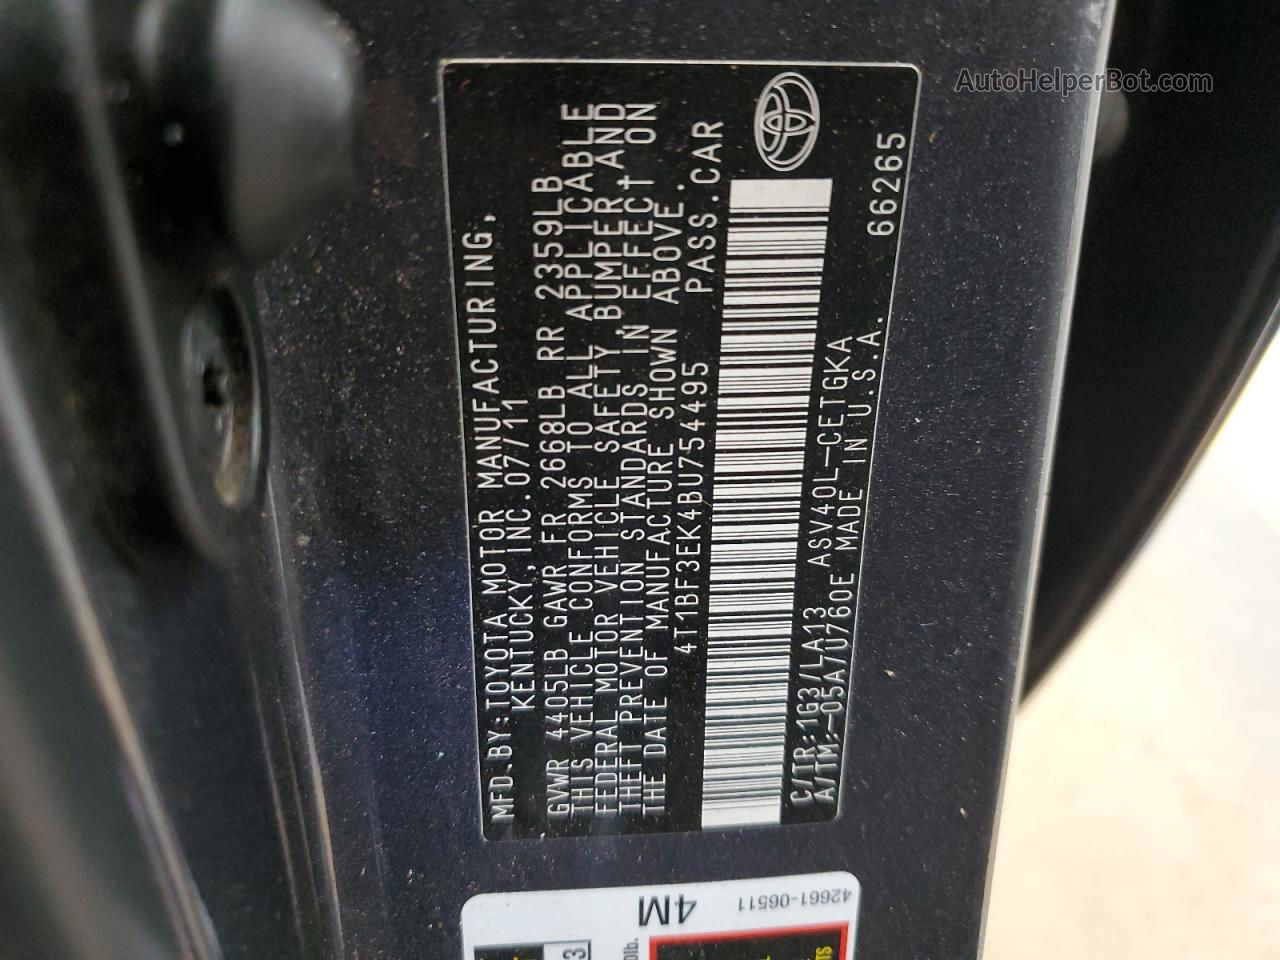 AutoHelperBot.com
MFD.BY:TOYOTA MOTOR MANUFACTURING,
KENTUCKY,INC.07/11
GVWR 4405LB GAWR FR 2668LB RR 2359LB
THIS VEHICLE CONFORMS TO ALL APPLICABLE
FEDERAL MOTOR VEHICLE SAFETY,BUMPER,AND
THEFT PREVENTION STANDARDS IN EFFECT ON
THE DATE OF MANUFACTURE SHOWN ABOVE.
4T1BF3EK4BU754495 PASS.CAR
C/TR:1G3/LA13 ASV40L-CETGKA
A/TM:-05A/U760E MADE IN U.S.A.
66265
42661-06511
4M
0lb.
3